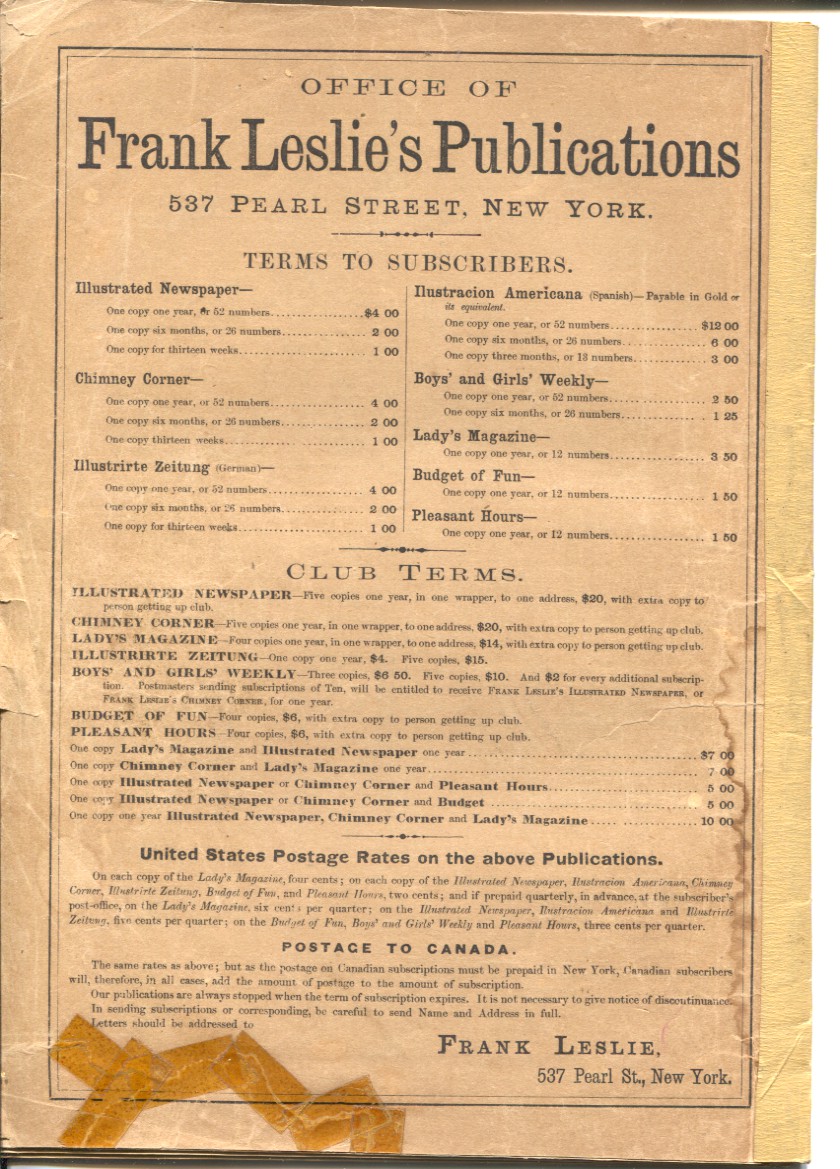 OFFICE OF
Frank Leslie's Publications
537 PEARL STREET, NEW YORK.
TERMS TO SUBSCRIBERS.
Illustrated Newspaper—
One copy one year, or 52 numbers....................$4 00
One copy six months, or 26 numbers................. 2 00
One copy for thirteen weeks......................... 1 00
Chimney Corner—
One copy one year, or 52 numbers.................... 4 00
One copy six months, or 26 numbers................. 2 00
One copy thirteen weeks............................. 1 00
Illustrirte Zeitung (German)—
One copy one year, or 52 numbers.................... 4 00
One copy six months, or 26 numbers................. 2 00
One copy for thirteen weeks......................... 1 00
Ilustracion Americana (Spanish)—Payable in Gold or
its equivalent.
One copy one year, or 52 numbers....................$12 00
One copy six months, or 26 numbers................. 6 00
One copy three months, or 13 numbers............... 3 00
Boys' and Girls' Weekly—
One copy one year, or 52 numbers.................... 2 50
One copy six months, or 26 numbers................. 1 25
Lady's Magazine—
One copy one year, or 12 numbers.................... 3 50
Budget of Fun—
One copy one year, or 12 numbers.................... 1 50
Pleasant Hours—
One copy one year, or 12 numbers.................... 1 50
CLUB TERMS.
ILLUSTRATED NEWSPAPER—Five copies one year, in one wrapper, to one address, $20, with extra copy to
person getting up club.
CHIMNEY CORNER—Five copies one year, in one wrapper, to one address, $20, with extra copy to person getting up club.
LADY'S MAGAZINE—Four copies one year, in one wrapper, to one address, $14, with extra copy to person getting up club.
ILLUSTRIRTE ZEITUNG—One copy one year, $4. Five copies, $15.
BOYS' AND GIRLS' WEEKLY—Three copies, $6 50. Five copies, $10. And $2 for every additional subscrip-
tion. Postmasters sending subscriptions of Ten, will be entitled to receive FRANK LESLIE'S ILLUSTRATED NEWSPAPER, or
FRANK LESLIE'S CHIMNEY CORNER, for one year.
BUDGET OF FUN—Four copies, $6, with extra copy to person getting up club.
PLEASANT HOURS—Four copies, $6, with extra copy to person getting up club.
One copy Lady's Magazine and Illustrated Newspaper one year.......................................$7 00
One copy Chimney Corner and Lady's Magazine one year............................................. 7 00
One copy Illustrated Newspaper or Chimney Corner and Pleasant Hours............................. 5 00
One copy Illustrated Newspaper or Chimney Corner and Budget ..................................... 5 00
One copy one year Illustrated Newspaper, Chimney Corner and Lady's Magazine..... ............. 10 00
United States Postage Rates on the above Publications.
On each copy of the Lady's Magazine, four cents; on each copy of the Illustrated Newspaper, Ilustracion Americana, Chimney
Corner, Illustrirte Zeitung, Budget of Fun, and Pleasant Hours, two cents; and if prepaid quarterly, in advance, at the subscriber's
post-office, on the Lady's Magazine, six cents per quarter; on the Illustrated Newspaper, Ilustracion Americana and Illustrirte
Zeitung, five cents per quarter; on the Budget of Fun, Boys' and Girls' Weekly and Pleasant Hours, three cents per quarter.
POSTAGE TO CANADA.
The same rates as above; but as the postage on Canadian subscriptions must be prepaid in New York, Canadian subscribers
will, therefore, in all cases, add the amount of postage to the amount of subscription.
Our publications are always stopped when the term of subscription expires. It is not necessary to give notice of discontinuance.
In sending subscriptions or corresponding, be careful to send Name and Address in full.
Letters should be addressed to
FRANK LESLIE,
537 Pearl St., New York.